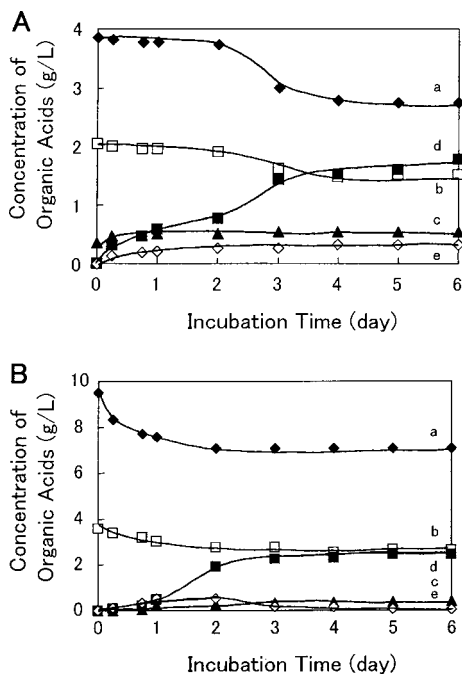 A
Concentration of
Organic Acids (g/L)
4
3
2
1
0
a
d
b
c
e
0 1 2 3 4 5 6
Incubation Time (day)
B
Concentration of
Organic Acids (g/L)
10
8
6
4
2
0
a
b
d
c
e
0 1 2 3 4 5 6
Incubation Time (day)